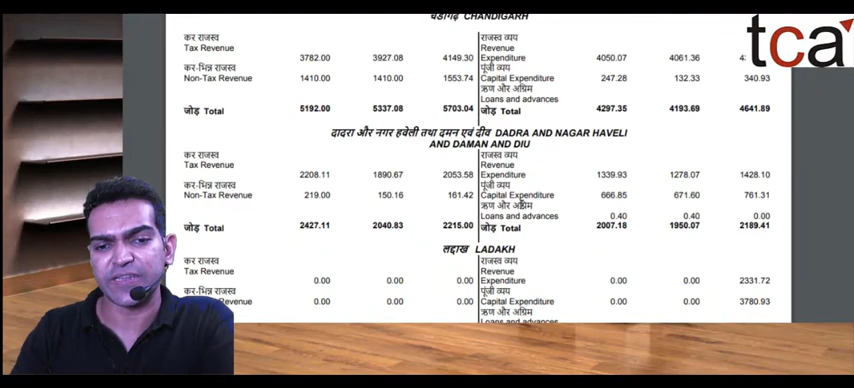 चंडीगढ़ CHANDIGARH
tca
कर राजस्व राजस्व व्यय
Tax Revenue Revenue
3782.00 3927.08 4149.30 Expenditure 4050.07 4061.36
कर-भिन्न राजस्व पूंजी व्यय
Non-Tax Revenue 1410.00 1410.00 1553.74 Capital Expenditure 247.28 132.33 340.93
ऋण और अग्रिम
Loans and advances
जोड़ Total 5192.00 5337.08 5703.04 जोड़ Total 4297.35 4193.69 4641.89
दादरा और नगर हवेली तथा दमन एवं दीव DADRA AND NAGAR HAVELI
AND DAMAN AND DIU
कर राजस्व राजस्व व्यय
Tax Revenue Revenue
2208.11 1890.67 2053.58 Expenditure 1339.93 1278.07 1428.10
कर-भिन्न राजस्व पूंजी व्यय
Non-Tax Revenue 219.00 150.16 161.42 Capital Expenditure 666.85 671.60 761.31
ऋण और अग्रिम
Loans and advances 0.40 0.40 0.00
जोड़ Total 2427.11 2040.83 2215.00 जोड़ Total 2007.18 1950.07 2189.41
लद्दाख LADAKH
कर राजस्व राजस्व व्यय
Tax Revenue Revenue
0.00 0.00 0.00 Expenditure 0.00 0.00 2331.72
कर-भिन्न राजस्व पूंजी व्यय
Revenue 0.00 0.00 0.00 Capital Expenditure 0.00 0.00 3780.93
ऋण और अग्रिम
Loans and advances